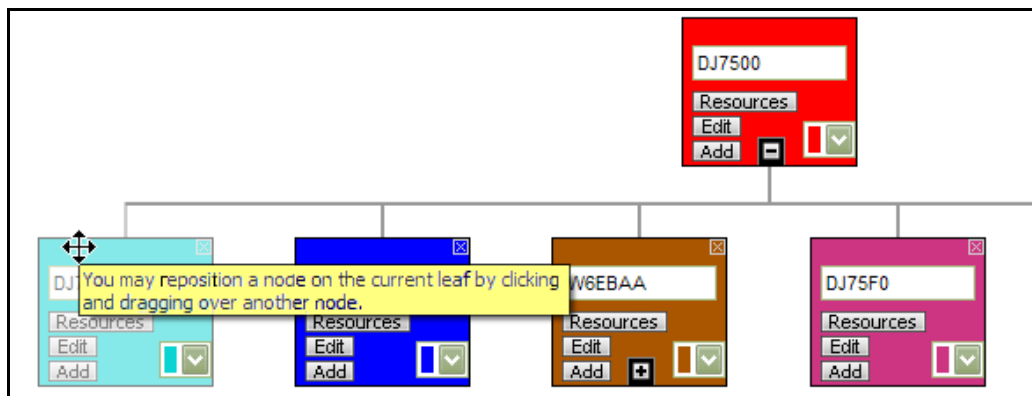 DJ7500
Resources
Edit
Add
You may reposition a node on the current leaf by clicking
and dragging over another node.
W6EBAA
DJ75F0
Resources
Resources
Resources
Resources
Edit
Edit
Edit
Edit
Add
Add
Add
Add